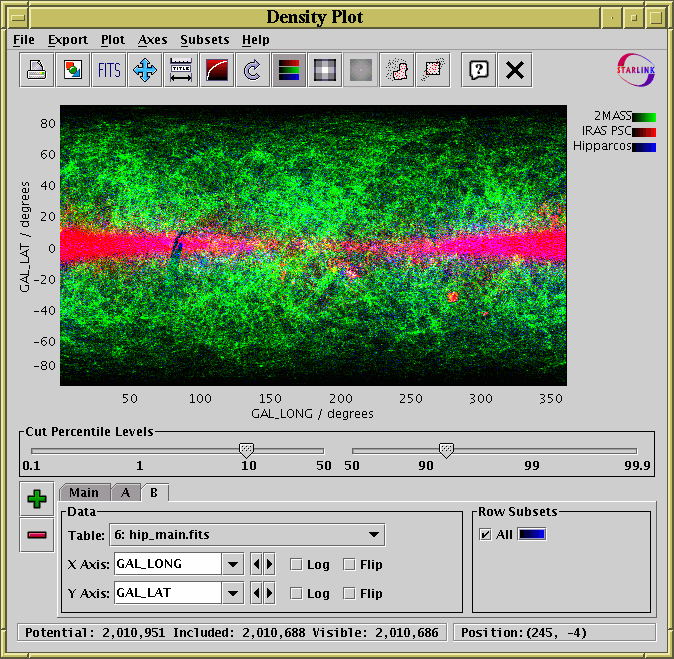 Density Plot
File Export Plot Axes Subsets Help
FITS TITLE ? STARLINK
2MASS
IRAS PSC
Hipparcos
80
60
40
20
0
-20
-40
-60
-80
GAL_LAT / degrees
50 100 150 200 250 300 350
GAL_LONG / degrees
Cut Percentile Levels
0.1 1 10 50 50 90 99 99.9
Main A B
Data Row Subsets
Table: 6: hip_main.fits All
X Axis: GAL_LONG Log Flip
Y Axis: GAL_LAT Log Flip
Potential: 2,010,951 Included: 2,010,688 Visible: 2,010,686 Position:(245, -4)